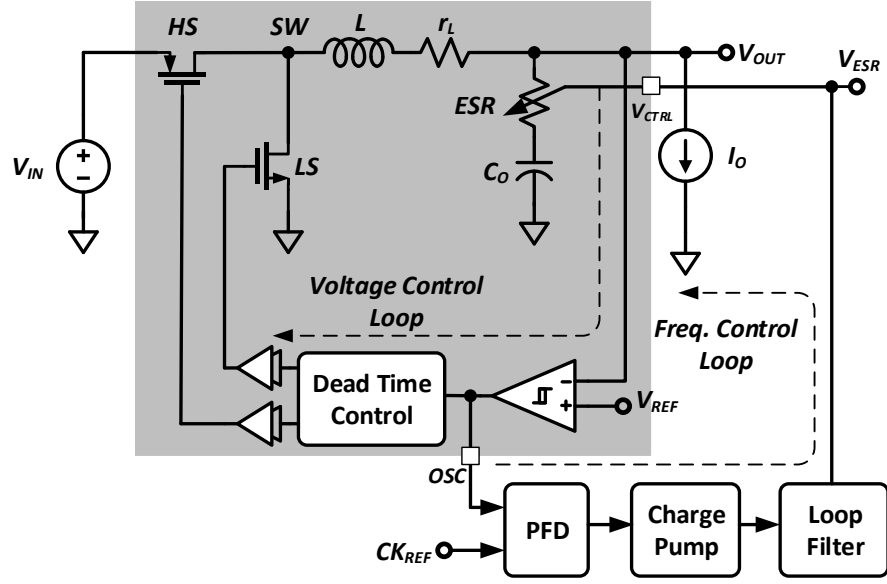 HS
SW
L
r_L
V_OUT
V_ESR
ESR
V_CTRL
V_IN
+
−
LS
C_O
I_O
Voltage Control
Loop
Freq. Control
Loop
Dead Time
Control
−
+
V_REF
OSC
PFD
Charge
Pump
Loop
Filter
CK_REF